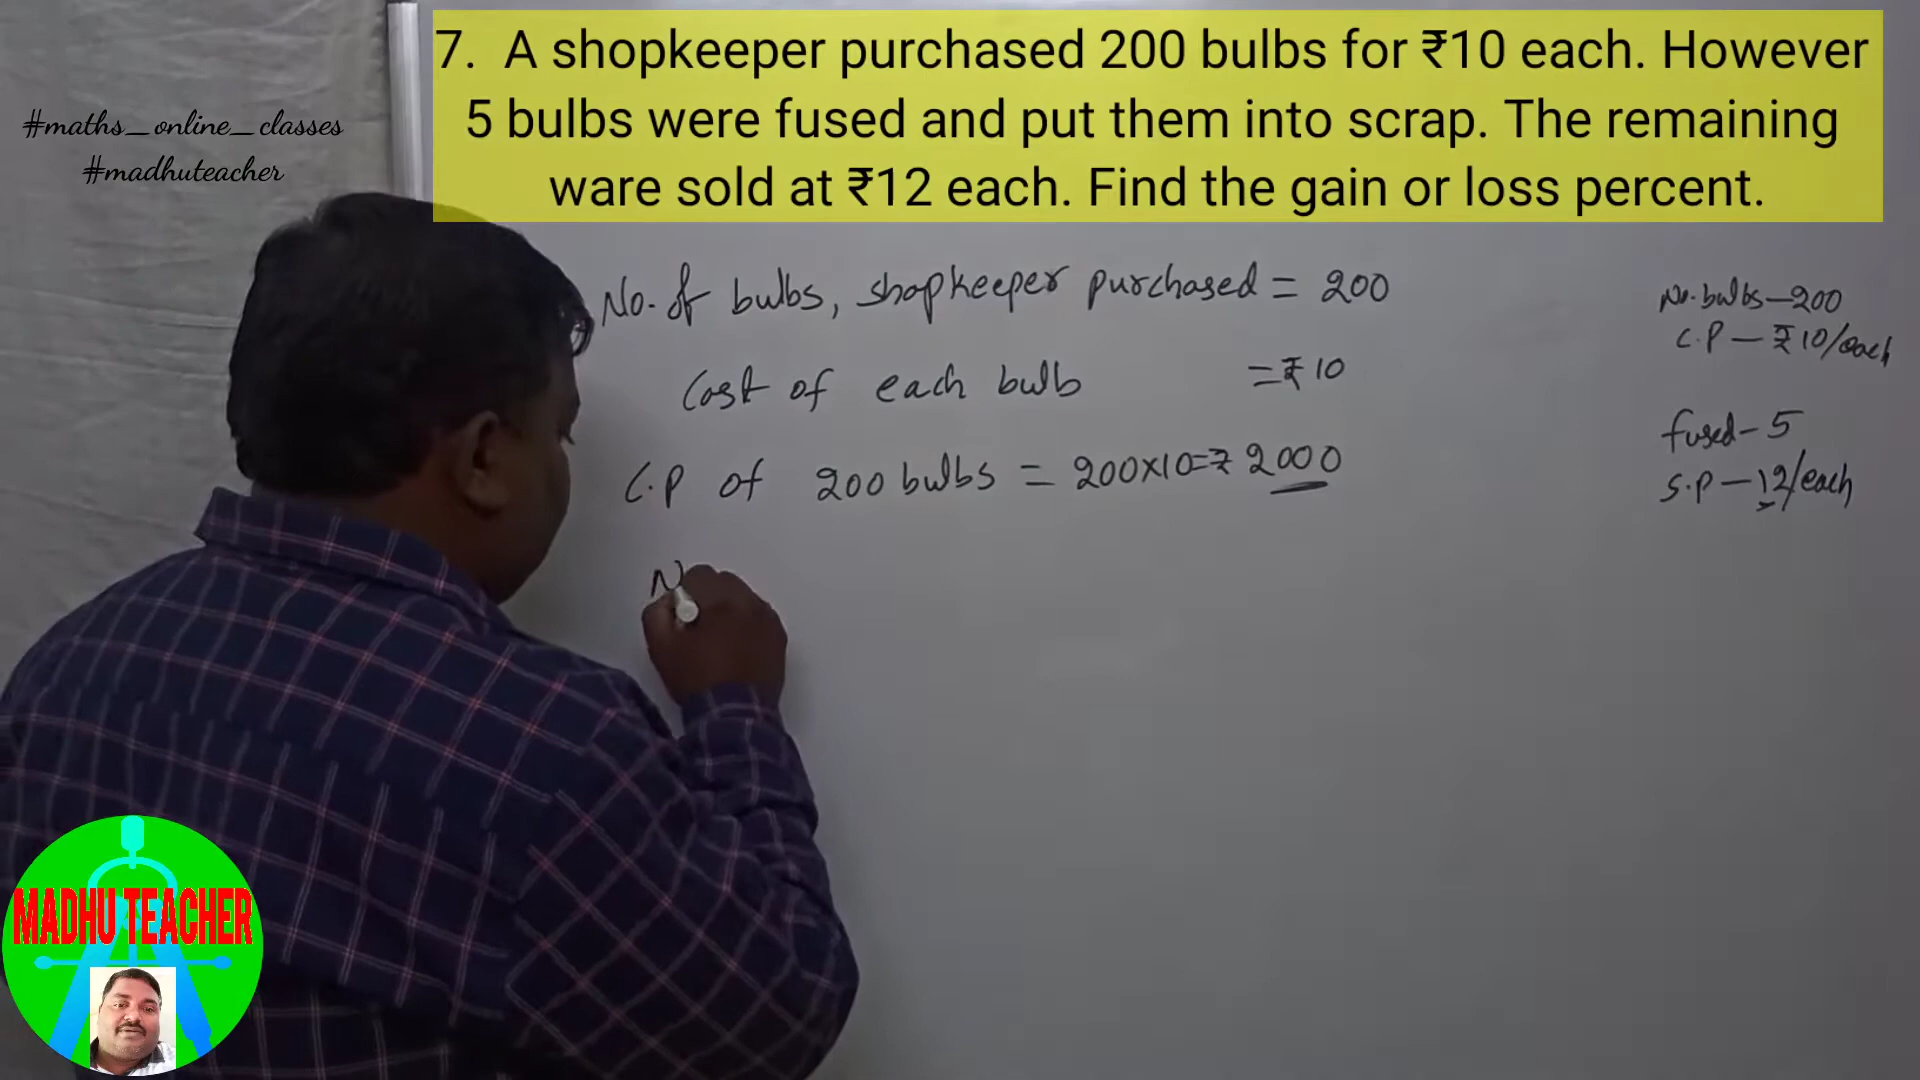 7. A shopkeeper purchased 200 bulbs for ₹10 each. However
5 bulbs were fused and put them into scrap. The remaining
ware sold at ₹12 each. Find the gain or loss percent.
#maths_online_classes
#madhuteacher
No. of bulbs, shopkeeper purchased = 200
Cost of each bulb = ₹10
C.P of 200 bulbs = 200×10=₹ 2000
N
No. bulbs-200
C.P - ₹10/each
fused-5
S.P-12/each
MADHU TEACHER